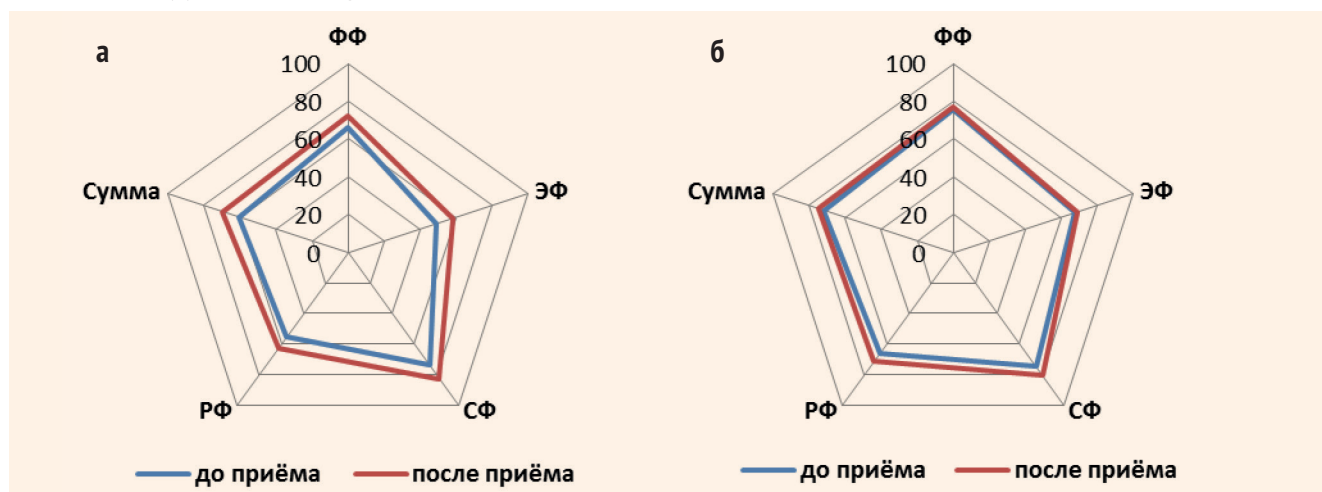 а
ФФ
100
80
60
40
20
0
ЭФ
СФ
РФ
Сумма
до приёма
после приёма
б
ФФ
100
80
60
40
20
0
ЭФ
СФ
РФ
Сумма
до приёма
после приёма